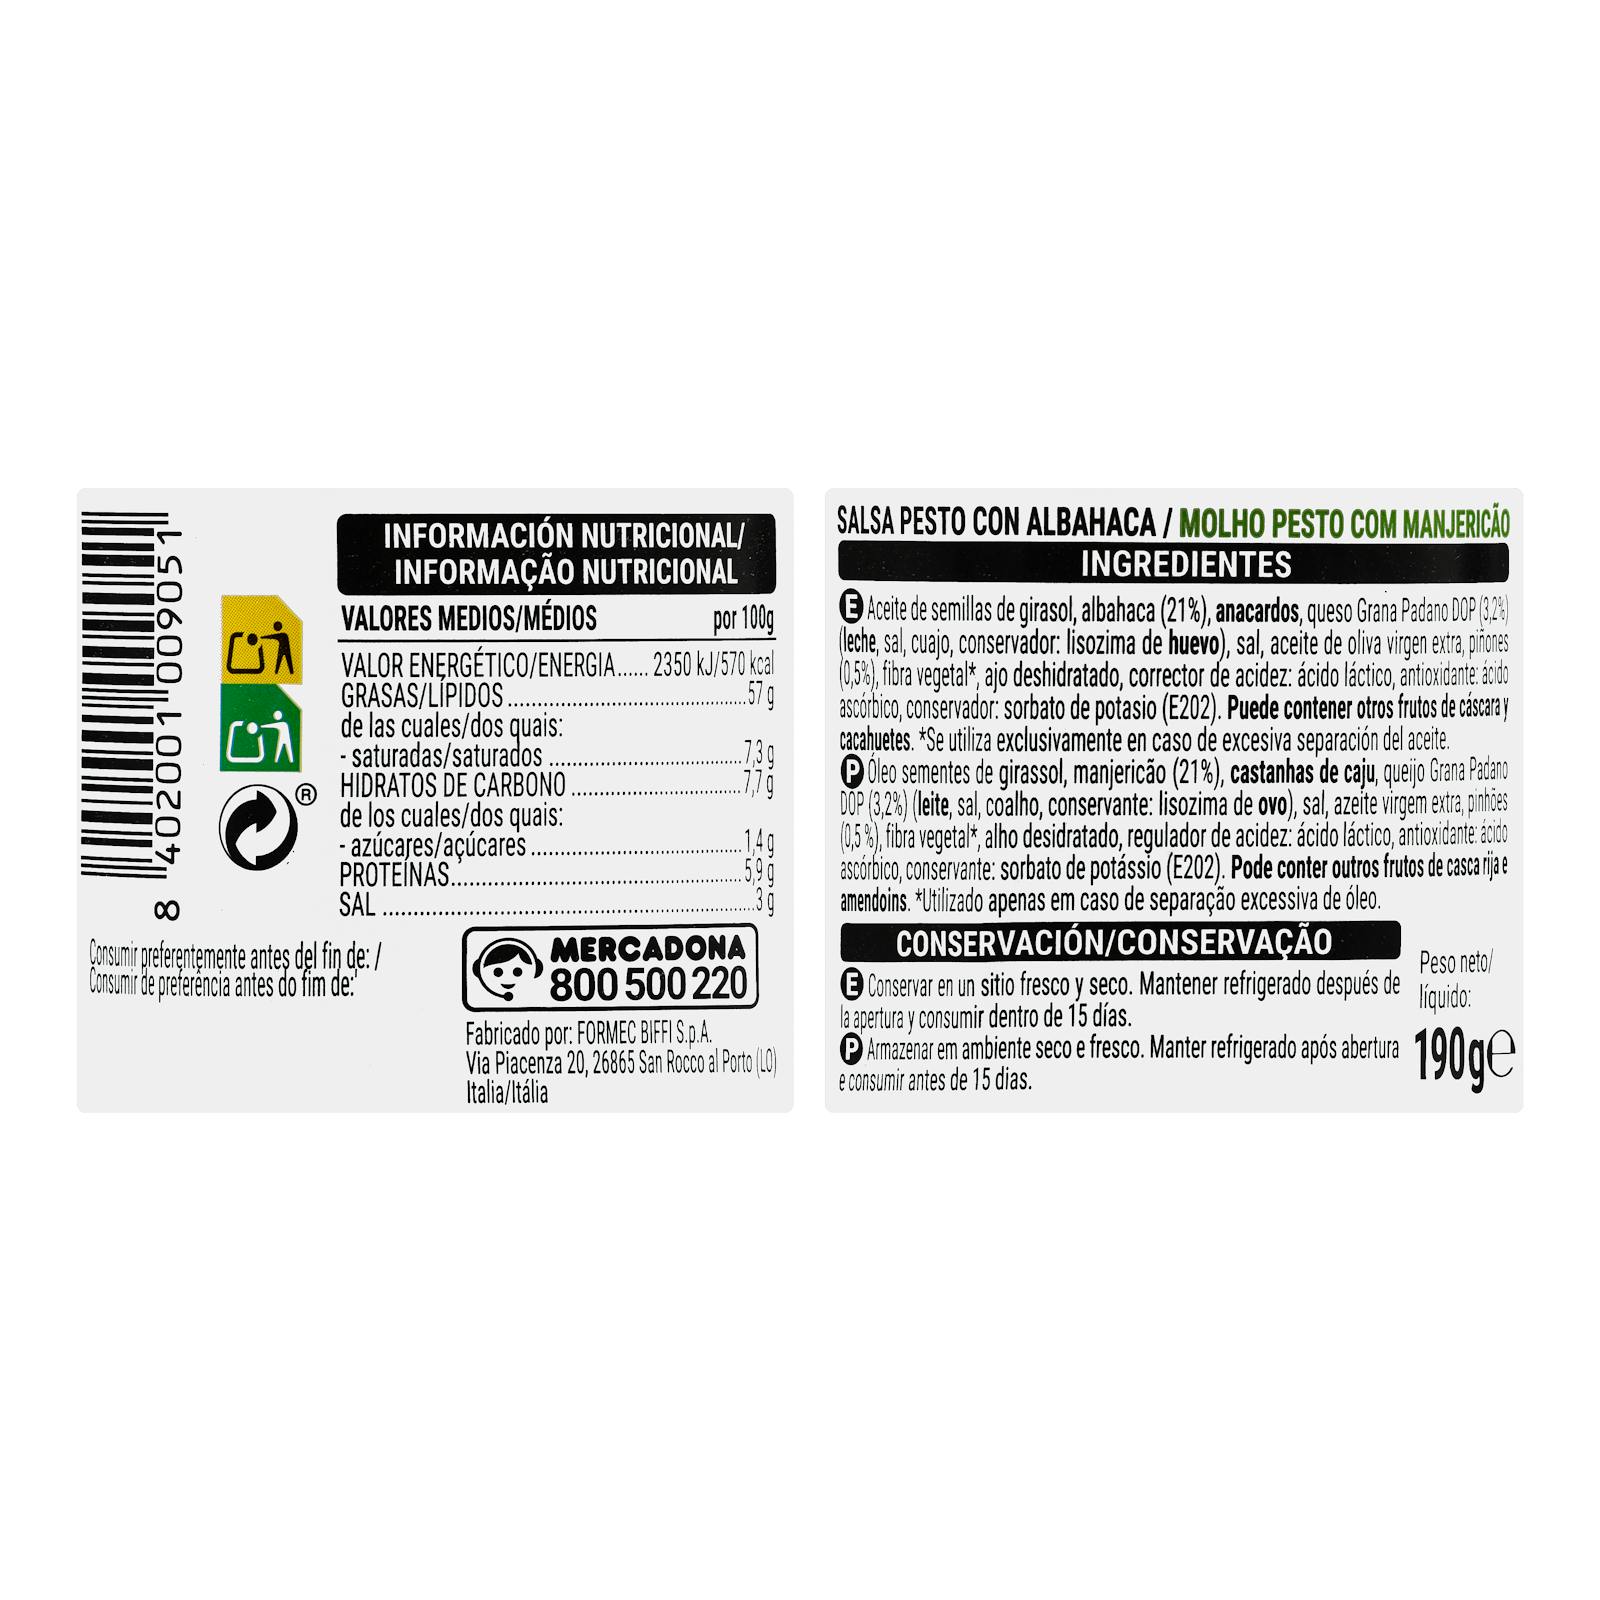 8 402001 009051
INFORMACIÓN NUTRICIONAL/
INFORMAÇÃO NUTRICIONAL
VALORES MEDIOS/MÉDIOS por 100g
VALOR ENERGÉTICO/ENERGIA...... 2350 kJ/570 kcal
GRASAS/LÍPIDOS.......................................57 g
de las cuales/dos quais:
- saturadas/saturados ................................7,3 g
HIDRATOS DE CARBONO ............................7,7 g
de los cuales/dos quais:
- azúcares/açúcares ...................................1,4 g
PROTEÍNAS................................................5,9 g
SAL ............................................................3 g
®
Consumir preferentemente antes del fin de: /
Consumir de preferência antes do fim de:
MERCADONA
800 500 220
Fabricado por: FORMEC BIFFI S.p.A.
Via Piacenza 20, 26865 San Rocco al Porto (LO)
Italia/Itália
SALSA PESTO CON ALBAHACA / MOLHO PESTO COM MANJERICÃO
INGREDIENTES
E Aceite de semillas de girasol, albahaca (21%), anacardos, queso Grana Padano DOP (3,2%)
(leche, sal, cuajo, conservador: lisozima de huevo), sal, aceite de oliva virgen extra, piñones
(0,5%), fibra vegetal*, ajo deshidratado, corrector de acidez: ácido láctico, antioxidante: ácido
ascórbico, conservador: sorbato de potasio (E202). Puede contener otros frutos de cáscara y
cacahuetes. *Se utiliza exclusivamente en caso de excesiva separación del aceite.
P Óleo sementes de girassol, manjericão (21%), castanhas de caju, queijo Grana Padano
DOP (3,2%) (leite, sal, coalho, conservante: lisozima de ovo), sal, azeite virgem extra, pinhões
(0,5%), fibra vegetal*, alho desidratado, regulador de acidez: ácido láctico, antioxidante: ácido
ascórbico, conservante: sorbato de potássio (E202). Pode conter outros frutos de casca rija e
amendoins. *Utilizado apenas em caso de separação excessiva de óleo.
CONSERVACIÓN/CONSERVAÇÃO
E Conservar en un sitio fresco y seco. Mantener refrigerado después de
la apertura y consumir dentro de 15 días.
P Armazenar em ambiente seco e fresco. Manter refrigerado após abertura
e consumir antes de 15 dias.
Peso neto/
líquido:
190g℮